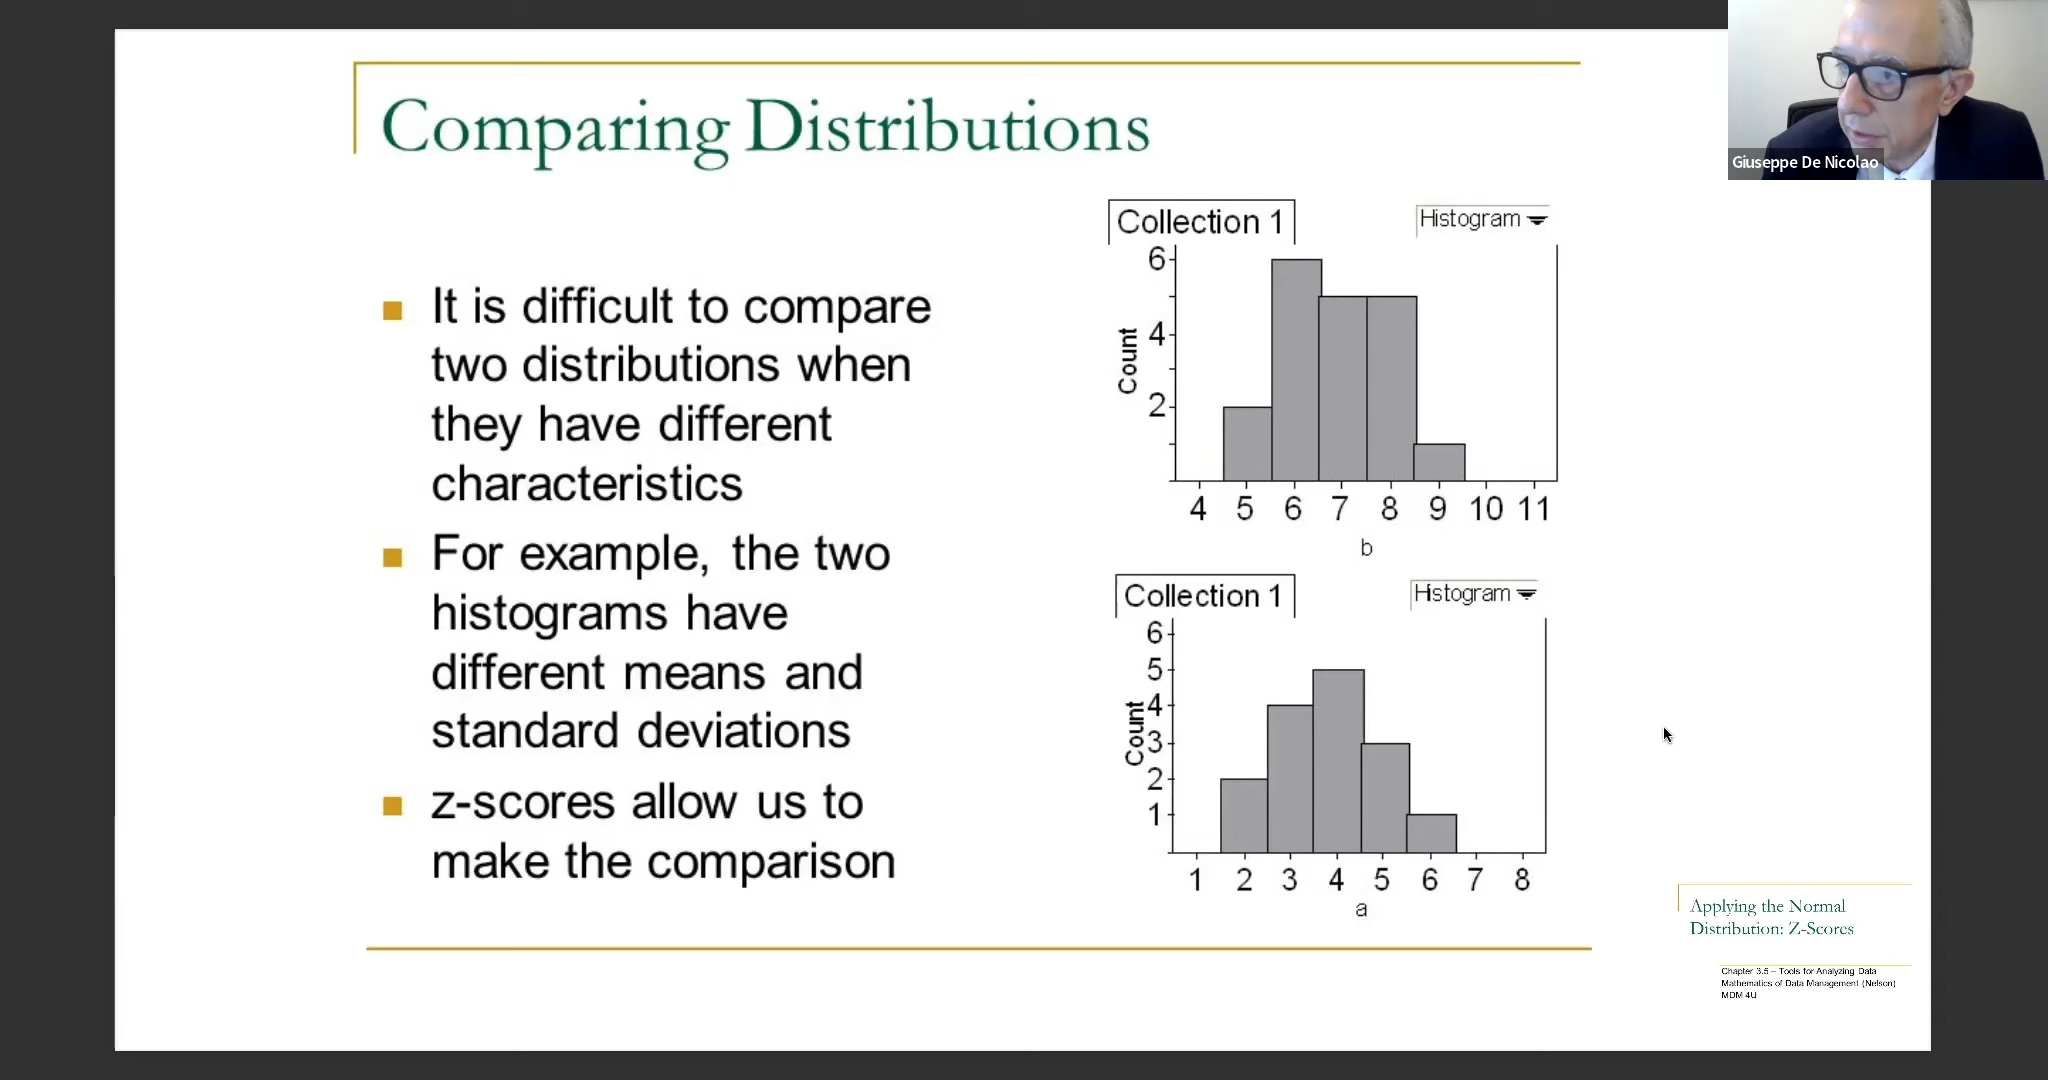 Comparing Distributions
Giuseppe De Nicolao
It is difficult to compare
two distributions when
they have different
characteristics
For example, the two
histograms have
different means and
standard deviations
z-scores allow us to
make the comparison
Collection 1
Histogram
6
4
2
Count
4 5 6 7 8 9 10 11
b
Collection 1
Histogram
6
5
4
3
2
1
Count
1 2 3 4 5 6 7 8
a
Applying the Normal
Distribution: Z-Scores
Chapter 3.5 – Tools for Analyzing Data
Mathematics of Data Management (Nelson)
MDM 4U